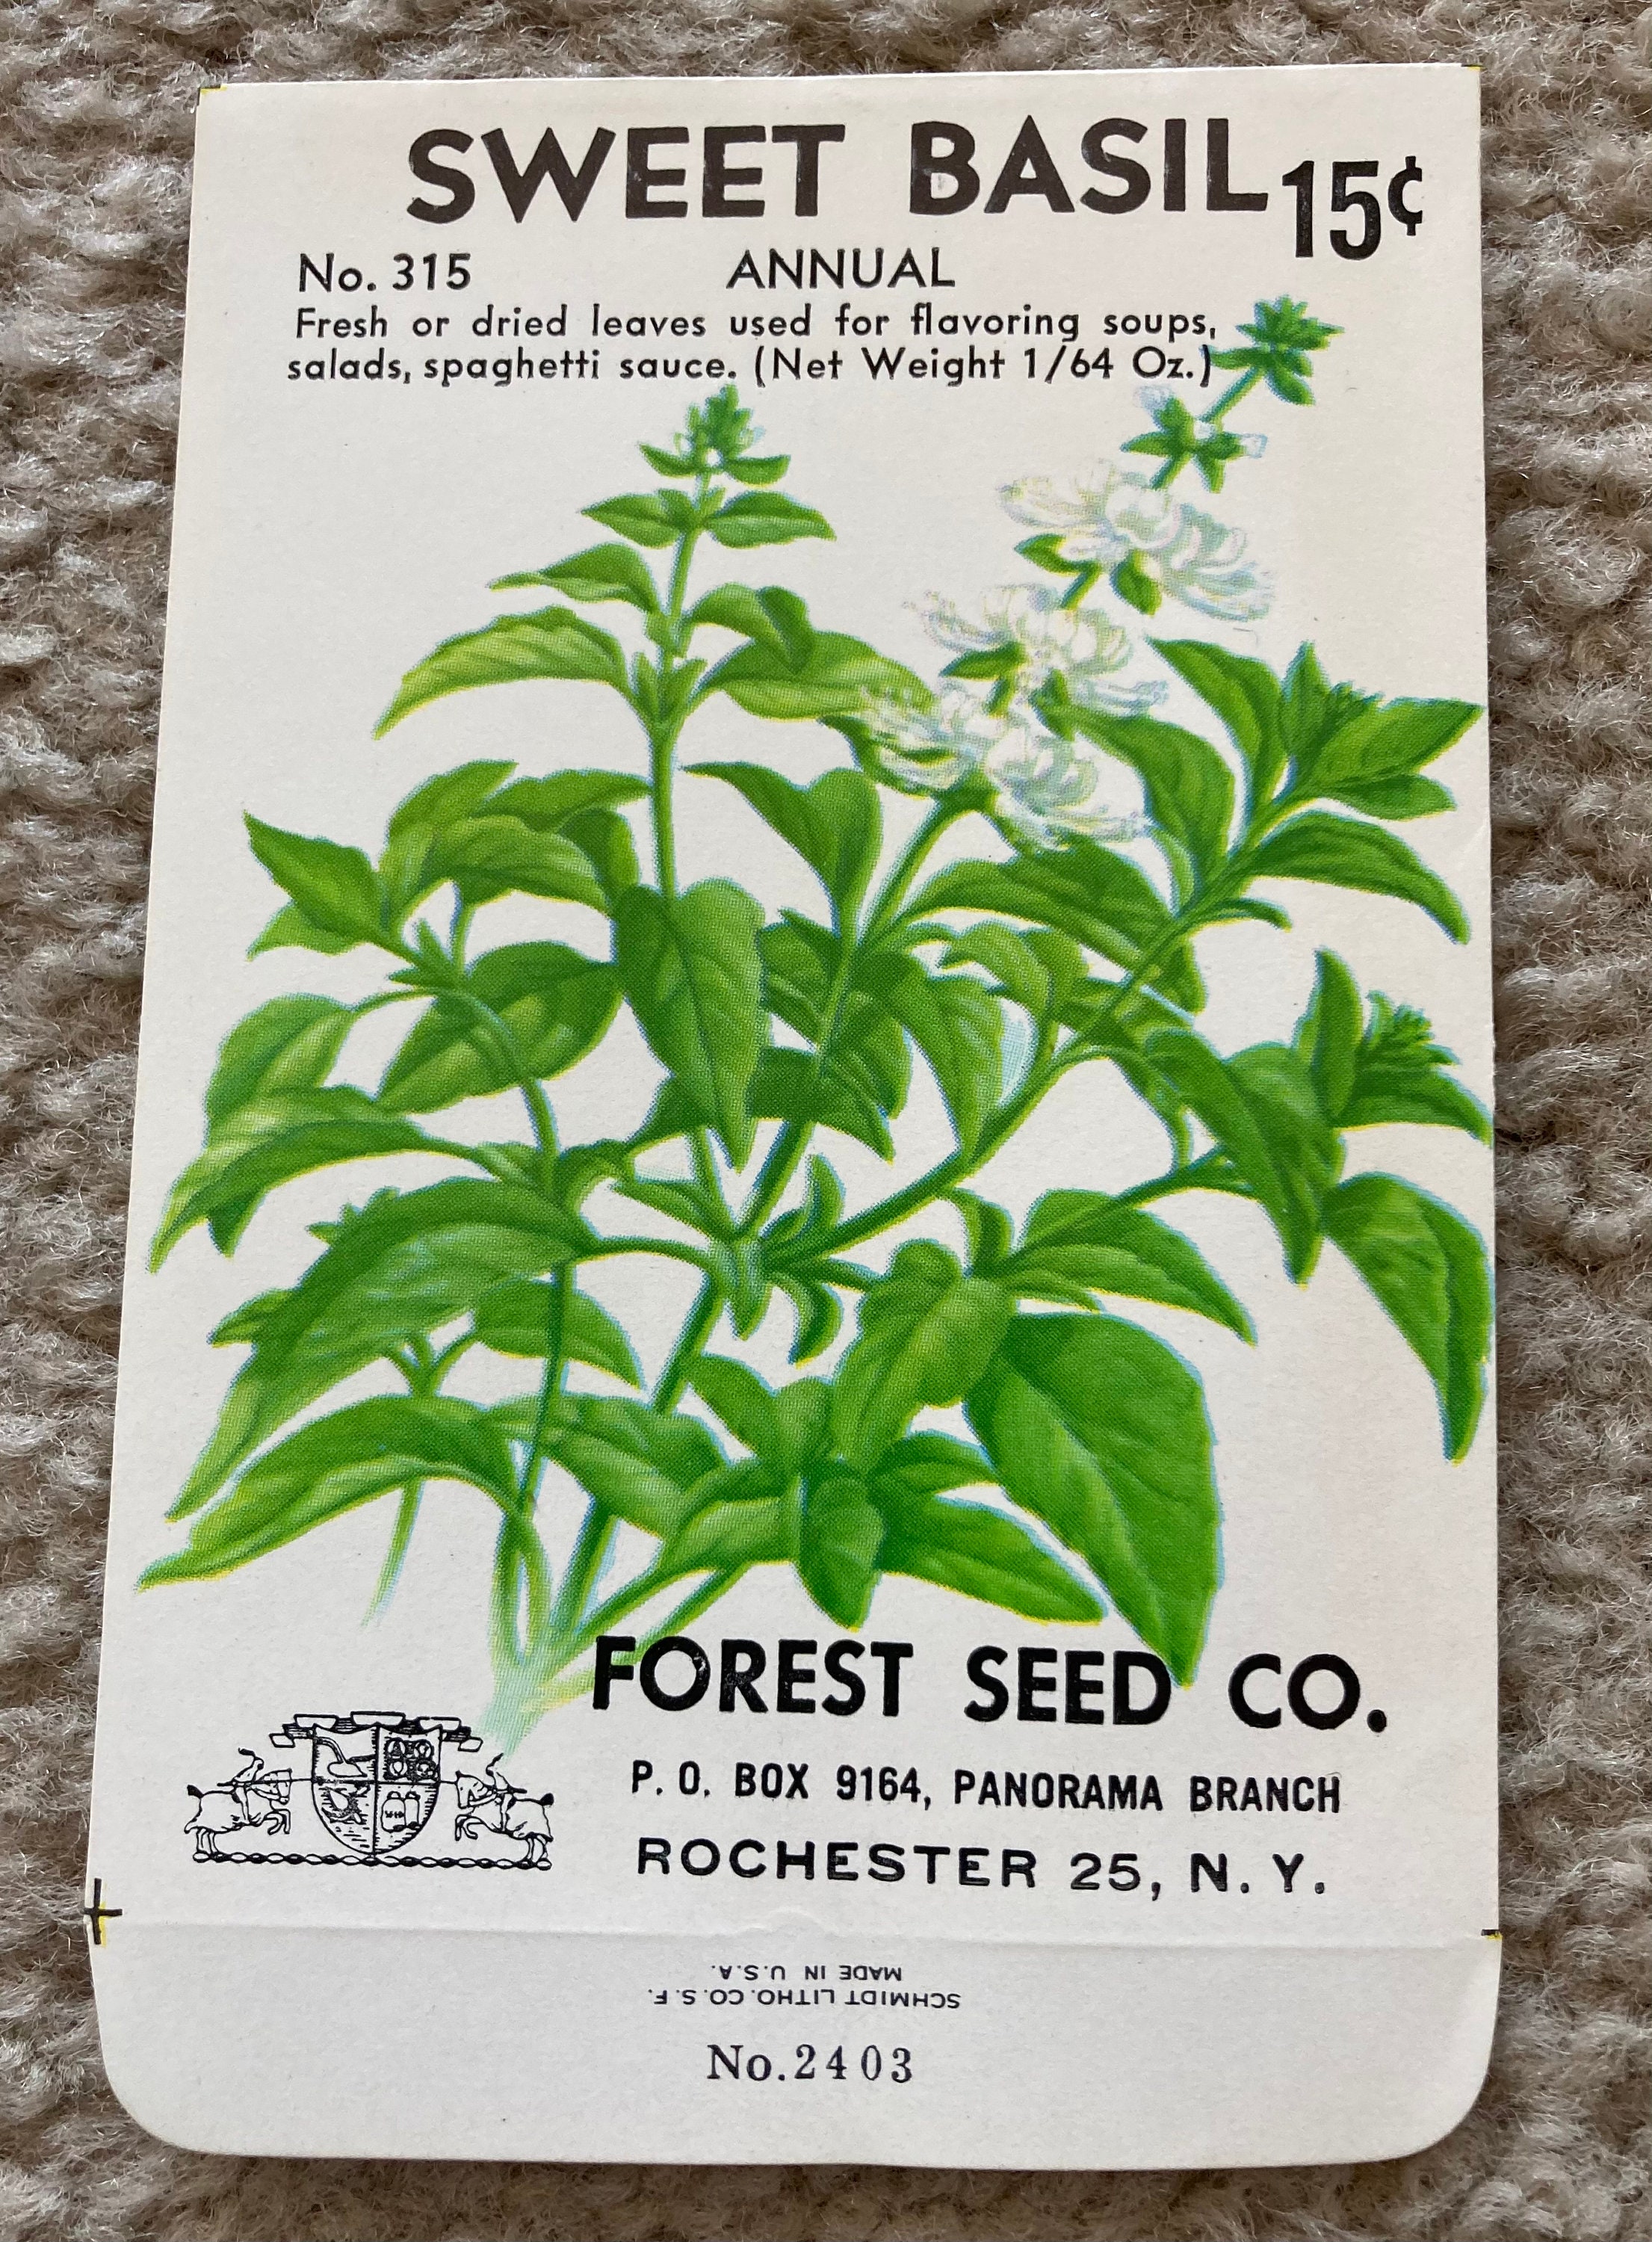 SWEET BASIL 15¢
No. 315 ANNUAL
Fresh or dried leaves used for flavoring soups,
salads, spaghetti sauce. (Net Weight 1/64 Oz.)
FOREST SEED CO.
P. O. BOX 9164, PANORAMA BRANCH
ROCHESTER 25, N. Y.
SCHMIDT LITHO. CO. S. F.
MADE IN U.S.A.
No. 2403